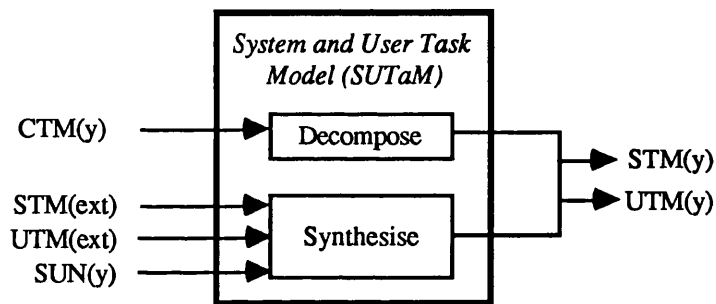 System and User Task
Model (SUTaM)
CTM(y)
Decompose
STM(y)
STM(ext)
UTM(y)
UTM(ext)
Synthesise
SUN(y)